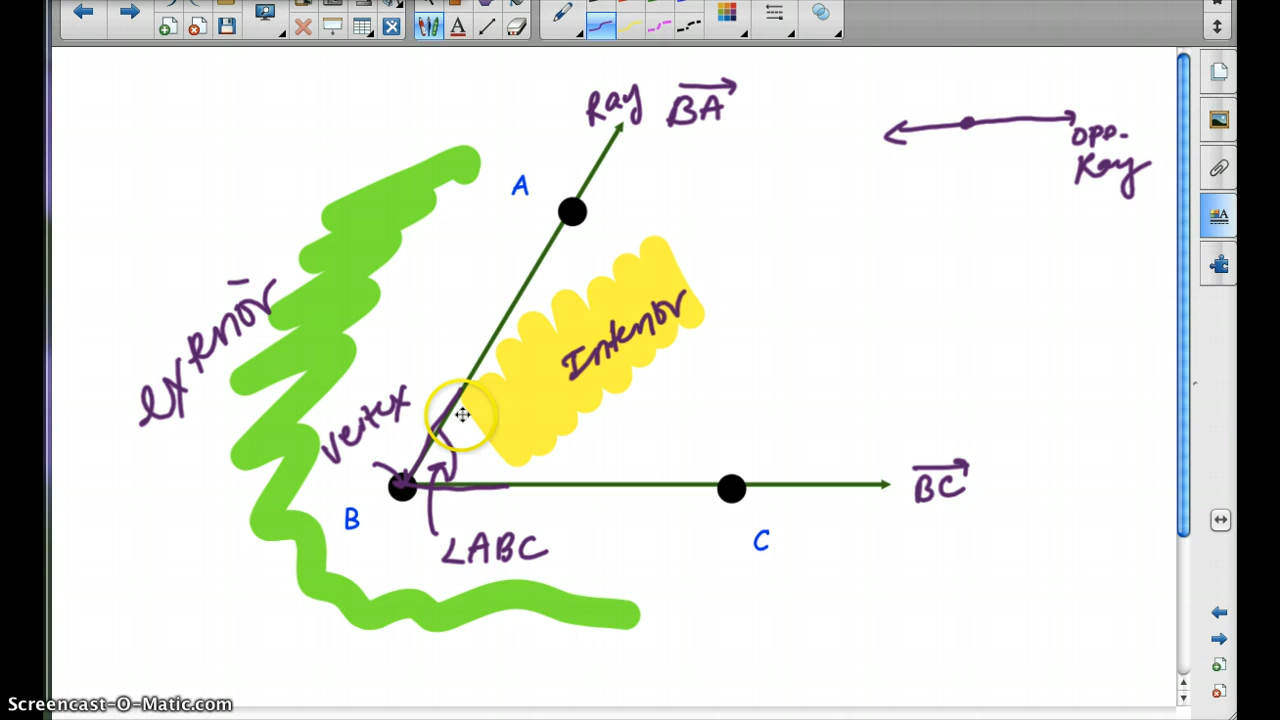 Ray BA
A
OPP-
Ray
exterior
Interior
vertex
BC
B
∠ABC
C
Screencast-O-Matic.com